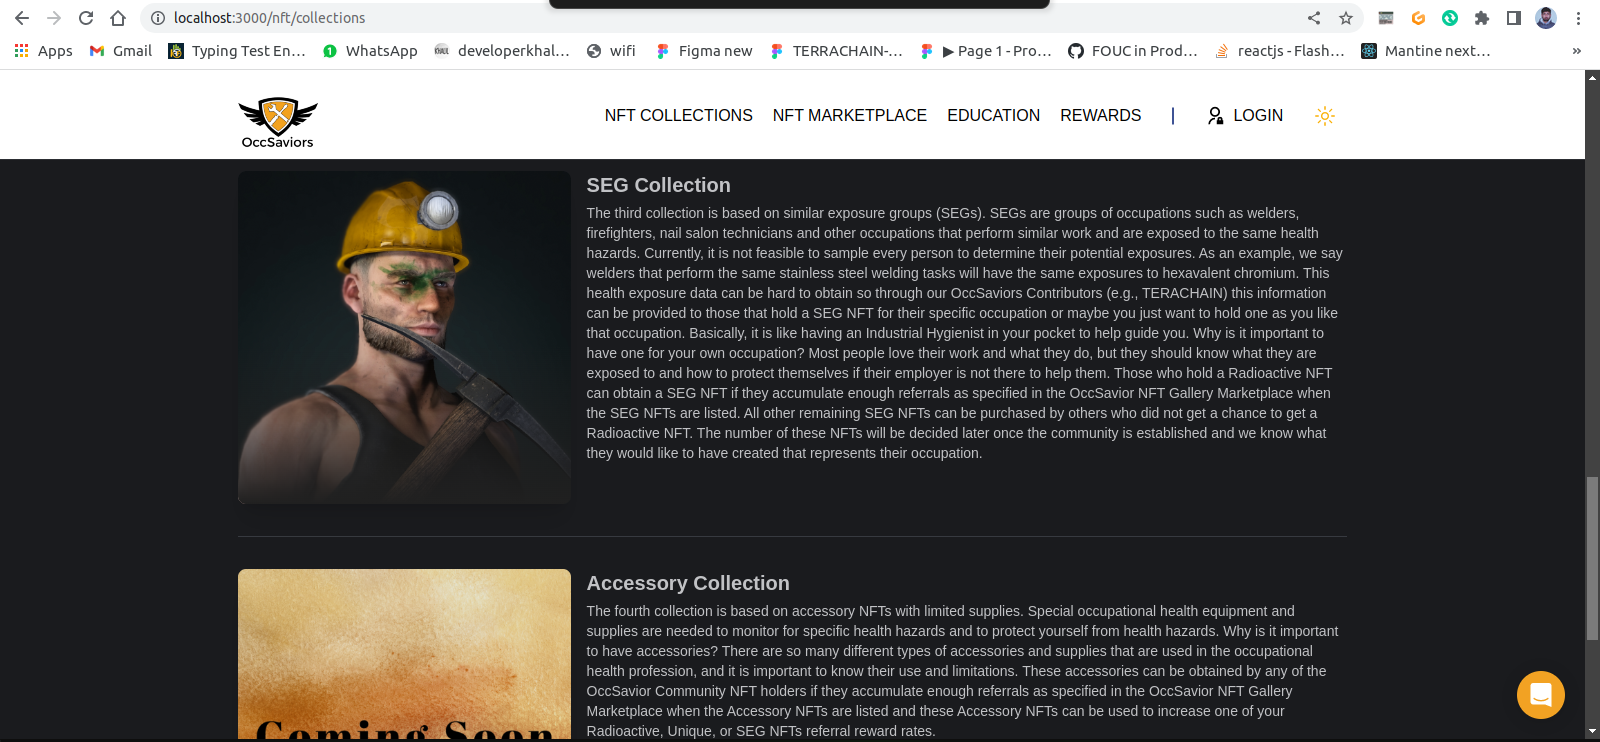 localhost:3000/nft/collections
Apps
Gmail
Typing Test En...
1
WhatsApp
developerkhal...
wifi
Figma new
TERRACHAIN-...
▶ Page 1 - Pro...
FOUC in Prod...
reactjs - Flash...
Mantine next...
»
OccSaviors
NFT COLLECTIONS
NFT MARKETPLACE
EDUCATION
REWARDS
LOGIN
SEG Collection
The third collection is based on similar exposure groups (SEGs). SEGs are groups of occupations such as welders,
firefighters, nail salon technicians and other occupations that perform similar work and are exposed to the same health
hazards. Currently, it is not feasible to sample every person to determine their potential exposures. As an example, we say
welders that perform the same stainless steel welding tasks will have the same exposures to hexavalent chromium. This
health exposure data can be hard to obtain so through our OccSaviors Contributors (e.g., TERACHAIN) this information
can be provided to those that hold a SEG NFT for their specific occupation or maybe you just want to hold one as you like
that occupation. Basically, it is like having an Industrial Hygienist in your pocket to help guide you. Why is it important to
have one for your own occupation? Most people love their work and what they do, but they should know what they are
exposed to and how to protect themselves if their employer is not there to help them. Those who hold a Radioactive NFT
can obtain a SEG NFT if they accumulate enough referrals as specified in the OccSavior NFT Gallery Marketplace when
the SEG NFTs are listed. All other remaining SEG NFTs can be purchased by others who did not get a chance to get a
Radioactive NFT. The number of these NFTs will be decided later once the community is established and we know what
they would like to have created that represents their occupation.
Coming Soon
Accessory Collection
The fourth collection is based on accessory NFTs with limited supplies. Special occupational health equipment and
supplies are needed to monitor for specific health hazards and to protect yourself from health hazards. Why is it important
to have accessories? There are so many different types of accessories and supplies that are used in the occupational
health profession, and it is important to know their use and limitations. These accessories can be obtained by any of the
OccSavior Community NFT holders if they accumulate enough referrals as specified in the OccSavior NFT Gallery
Marketplace when the Accessory NFTs are listed and these Accessory NFTs can be used to increase one of your
Radioactive, Unique, or SEG NFTs referral reward rates.